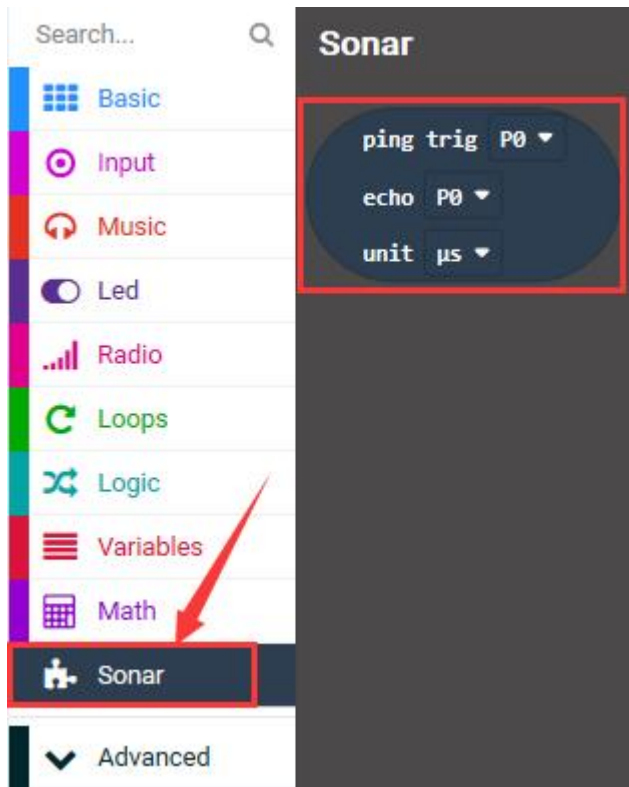 Search...
Basic
Input
Music
Led
Radio
Loops
Logic
Variables
Math
Sonar
Advanced
Sonar
ping trig P0
echo P0
unit µs